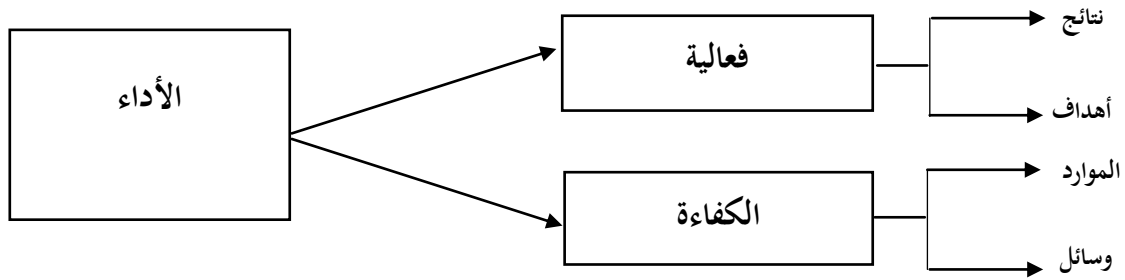 الأداء
فعالية
نتائج
أهداف
الكفاءة
الموارد
وسائل